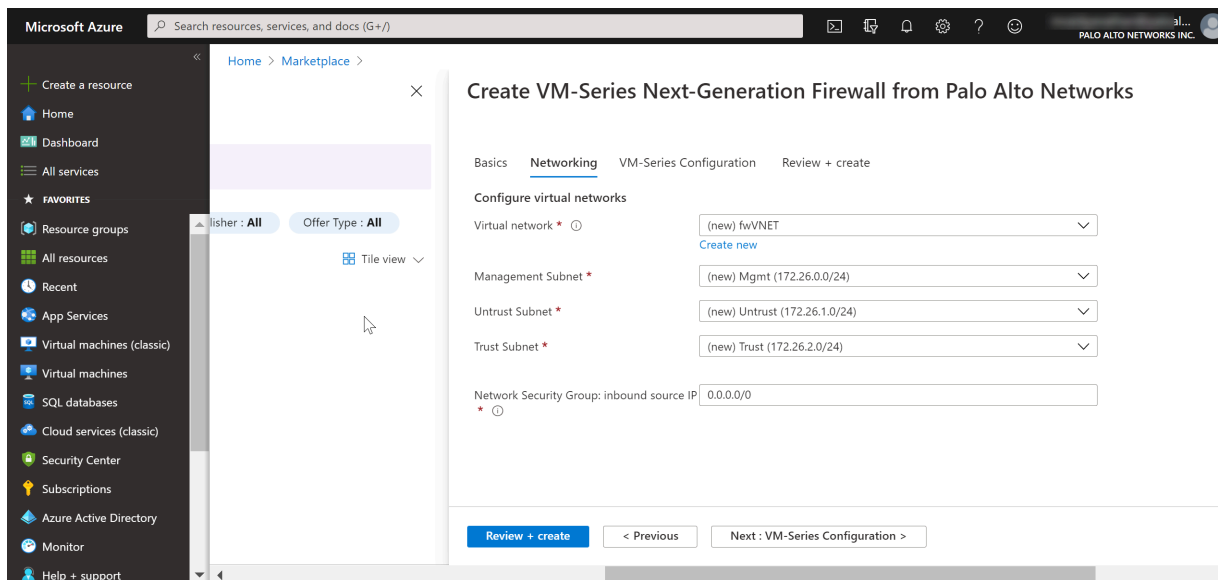 Microsoft Azure
Search resources, services, and docs (G+/)
PALO ALTO NETWORKS INC.
Create a resource
Home
Dashboard
All services
FAVORITES
Resource groups
All resources
Recent
App Services
Virtual machines (classic)
Virtual machines
SQL databases
Cloud services (classic)
Security Center
Subscriptions
Azure Active Directory
Monitor
Help + support
Home > Marketplace >
lisher : All
Offer Type : All
Tile view
Create VM-Series Next-Generation Firewall from Palo Alto Networks
Basics Networking VM-Series Configuration Review + create
Configure virtual networks
Virtual network * (new) fwVNET
Create new
Management Subnet * (new) Mgmt (172.26.0.0/24)
Untrust Subnet * (new) Untrust (172.26.1.0/24)
Trust Subnet * (new) Trust (172.26.2.0/24)
Network Security Group: inbound source IP 0.0.0.0/0
*
Review + create < Previous Next : VM-Series Configuration >